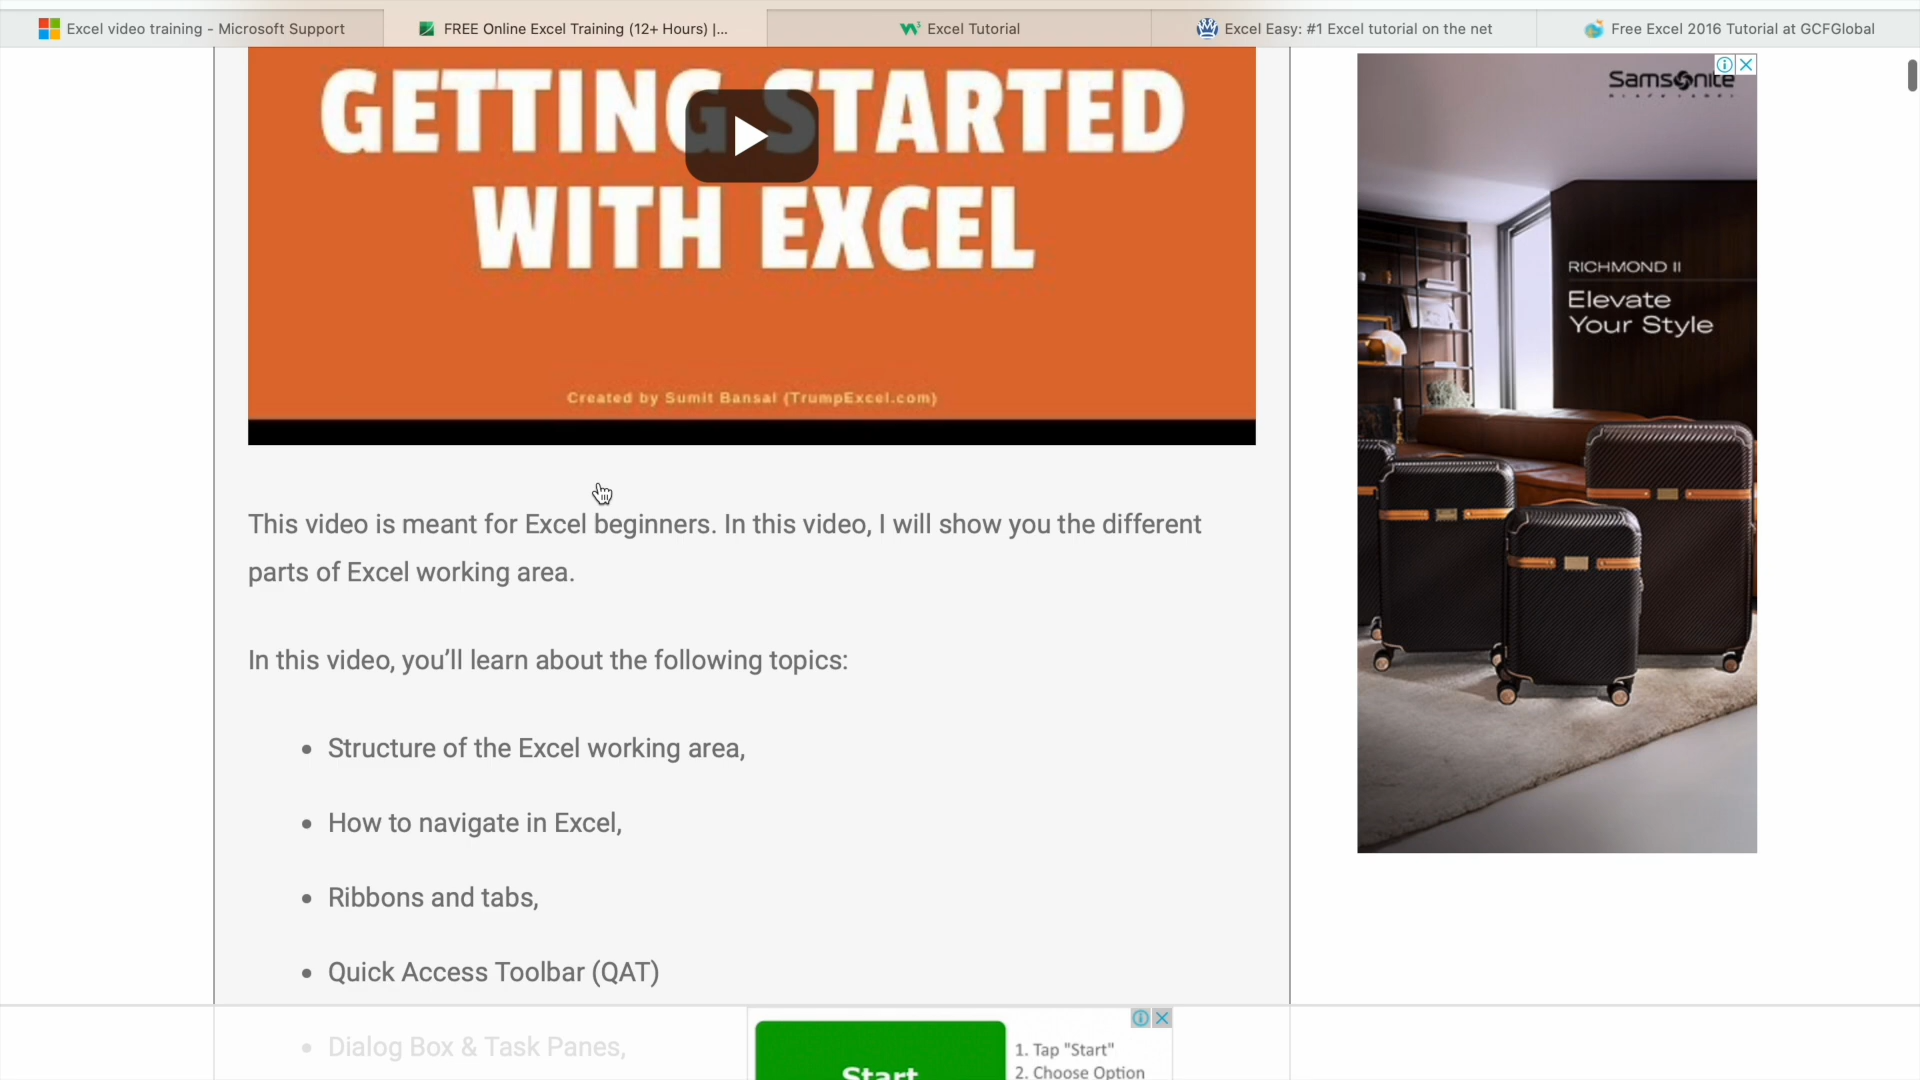 Excel video training - Microsoft Support
FREE Online Excel Training (12+ Hours) |...
Excel Tutorial
Excel Easy: #1 Excel tutorial on the net
Free Excel 2016 Tutorial at GCFGlobal
GETTING STARTED
WITH EXCEL
Created by Sumit Bansal (TrumpExcel.com)
This video is meant for Excel beginners. In this video, I will show you the different
parts of Excel working area.
In this video, you’ll learn about the following topics:
• Structure of the Excel working area,
• How to navigate in Excel,
• Ribbons and tabs,
• Quick Access Toolbar (QAT)
• Dialog Box & Task Panes,
Samsonite
RICHMOND II
Elevate
Your Style
Start
1. Tap "Start"
2. Choose Option